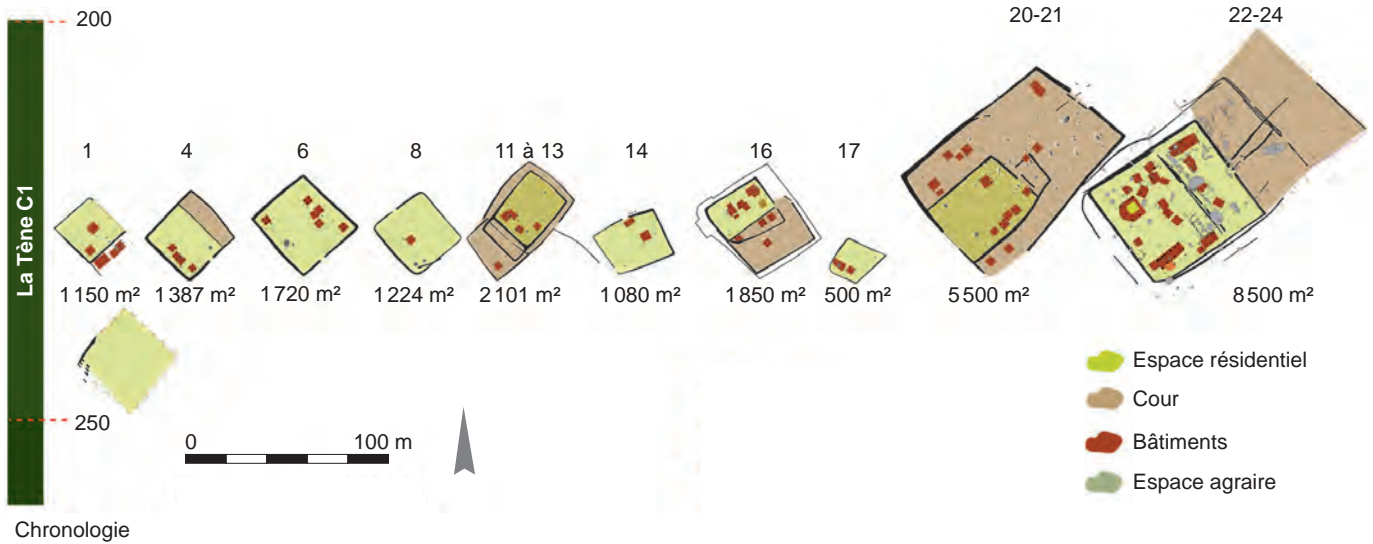 200
20-21
22-24
1
4
6
8
11 à 13
14
16
17
La Tène C1
1 150 m²
1 387 m²
1 720 m²
1 224 m²
2 101 m²
1 080 m²
1 850 m²
500 m²
5 500 m²
8 500 m²
Espace résidentiel
Cour
Bâtiments
Espace agraire
250
0
100 m
Chronologie